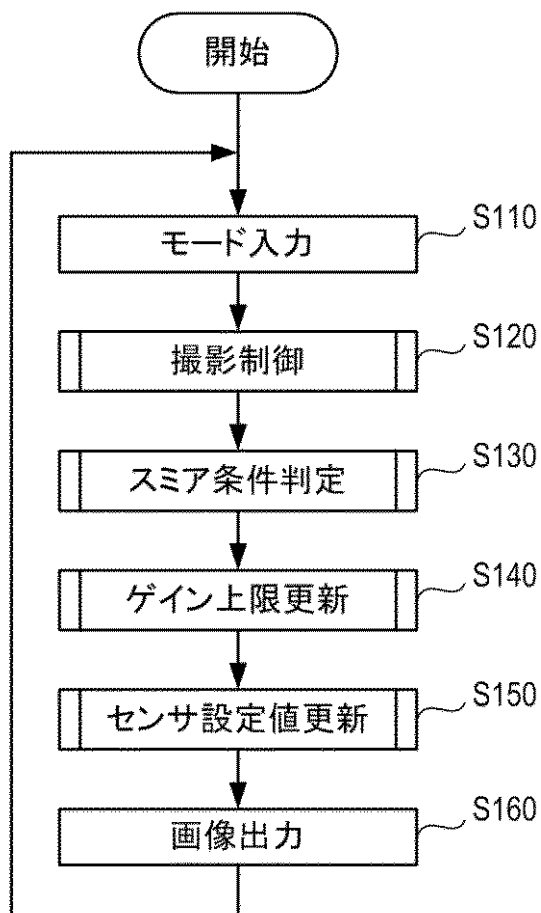 開始
モード入力
S110
撮影制御
S120
スミア条件判定
S130
ゲイン上限更新
S140
センサ設定値更新
S150
画像出力
S160